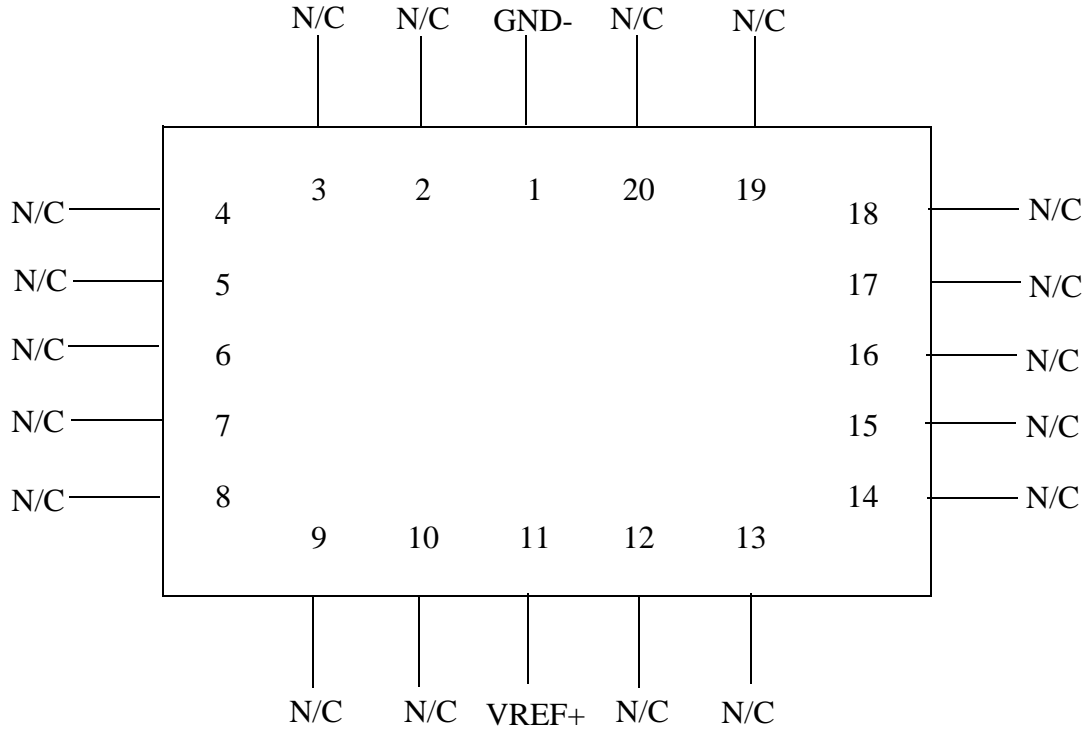 N/C N/C GND- N/C N/C
3 2 1 20 19
N/C 4 18 N/C
N/C 5 17 N/C
N/C 6 16 N/C
N/C 7 15 N/C
N/C 8 14 N/C
9 10 11 12 13
N/C N/C VREF+ N/C N/C